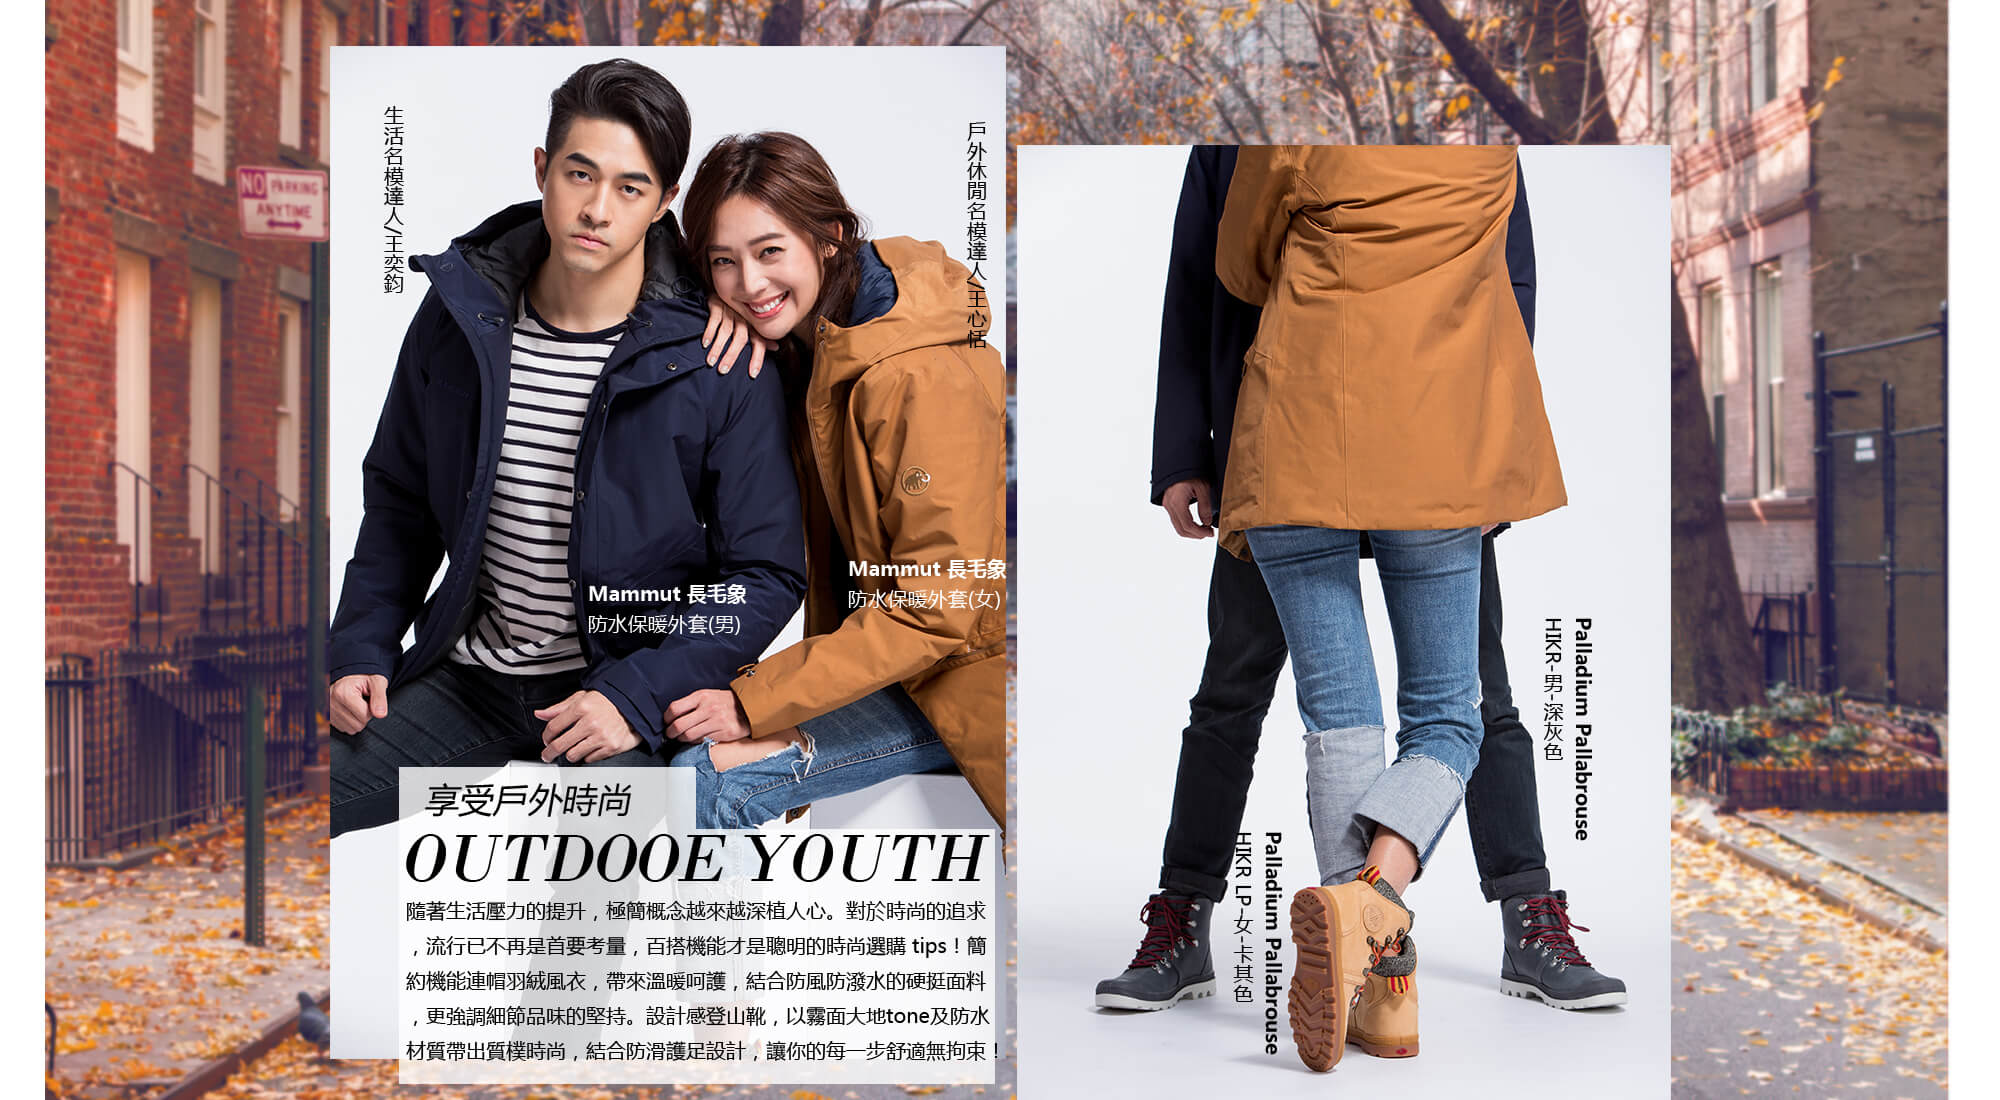 NO PARKING
ANYTIME
生活名模達人/王奕鈞
戶外休閒名模達人/王心恬
Mammut 長毛象
防水保暖外套(男)
Mammut 長毛象
防水保暖外套(女)
享受戶外時尚
OUTDOOE YOUTH
隨著生活壓力的提升，極簡概念越來越深植人心。對於時尚的追求
，流行已不再是首要考量，百搭機能才是聰明的時尚選購 tips！簡
約機能連帽羽絨風衣，帶來溫暖呵護，結合防風防潑水的硬挺面料
，更強調細節品味的堅持。設計感登山靴，以霧面大地tone及防水
材質帶出質樸時尚，結合防滑護足設計，讓你的每一步舒適無拘束！
Palladium Pallabrouse
HIKR-男-深灰色
Palladium Pallabrouse
HIKR LP-女-卡其色